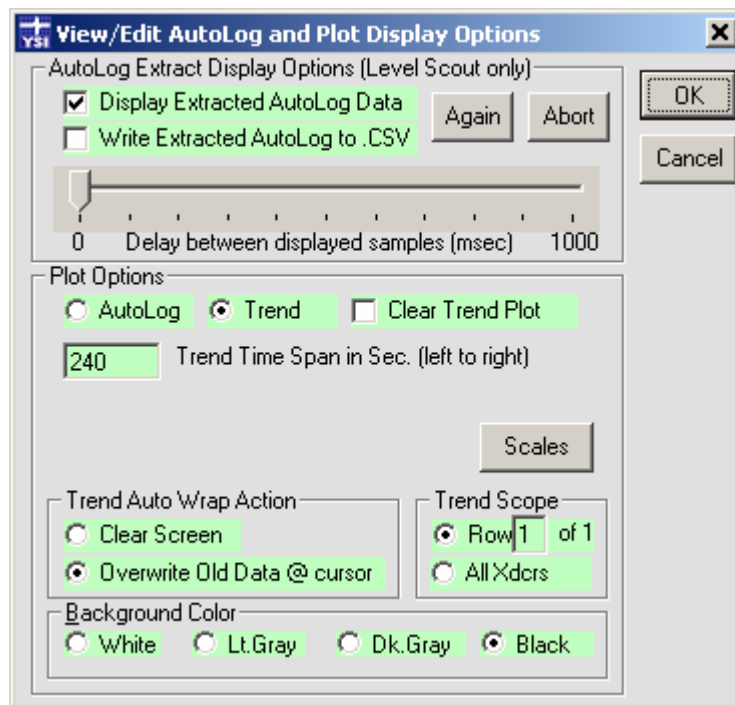 YSI View/Edit AutoLog and Plot Display Options
AutoLog Extract Display Options (Level Scout only)
Display Extracted AutoLog Data
Write Extracted AutoLog to .CSV
Again
Abort
OK
Cancel
0 Delay between displayed samples (msec) 1000
Plot Options
AutoLog Trend Clear Trend Plot
240 Trend Time Span in Sec. (left to right)
Scales
Trend Auto Wrap Action
Clear Screen
Overwrite Old Data @ cursor
Trend Scope
Row 1 of 1
All Xdcrs
Background Color
White Lt.Gray Dk.Gray Black